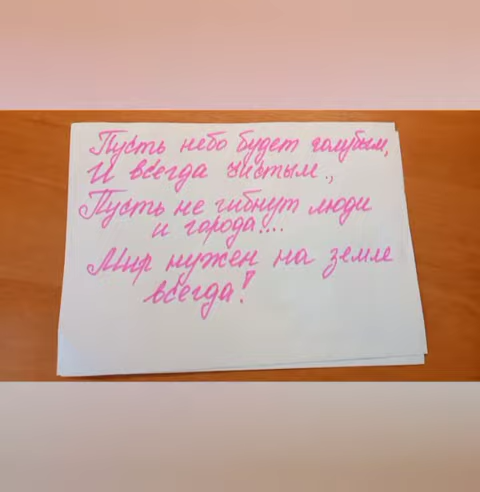 Пусть небо будет голубым,
И всегда чистым.,
Пусть не гибнут люди
и города....
Мир нужен на земле
всегда!